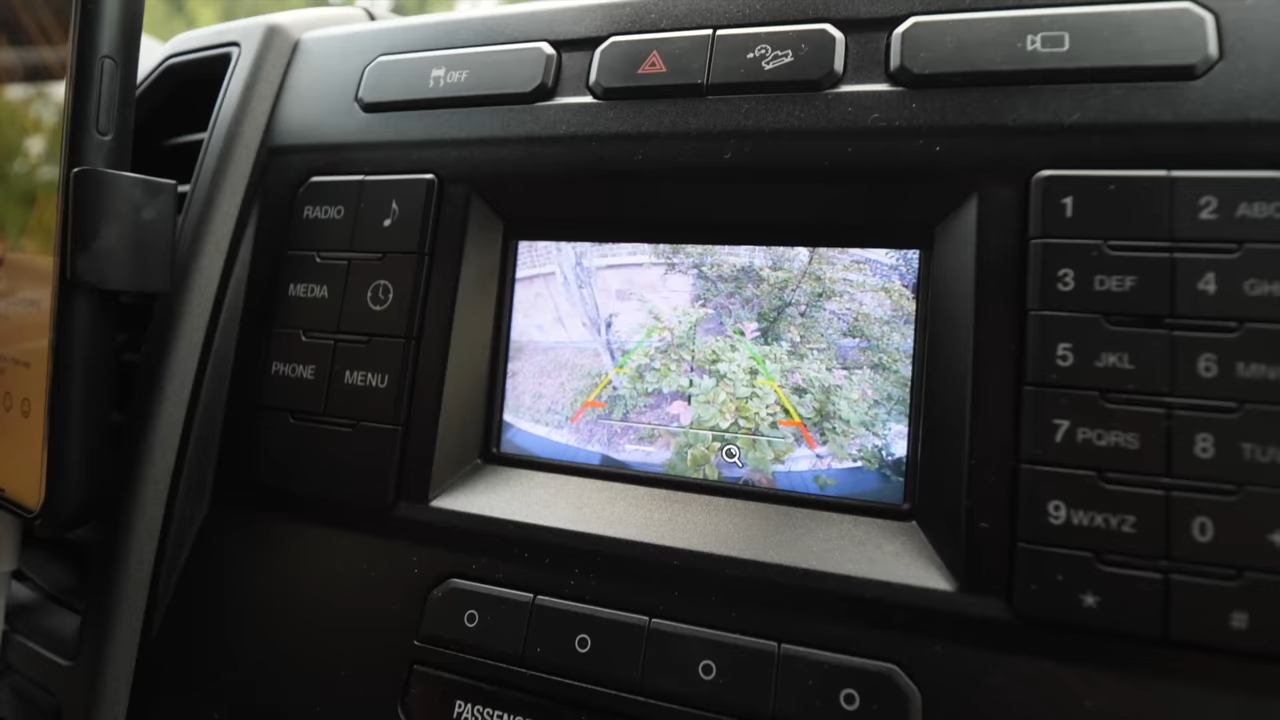 OFF
RADIO
MEDIA
PHONE
MENU
1
2 ABC
3 DEF
4 GH
5 JKL
6 MN
7 PQRS
8 TU
9 WXYZ
0
*
#
PASSENG